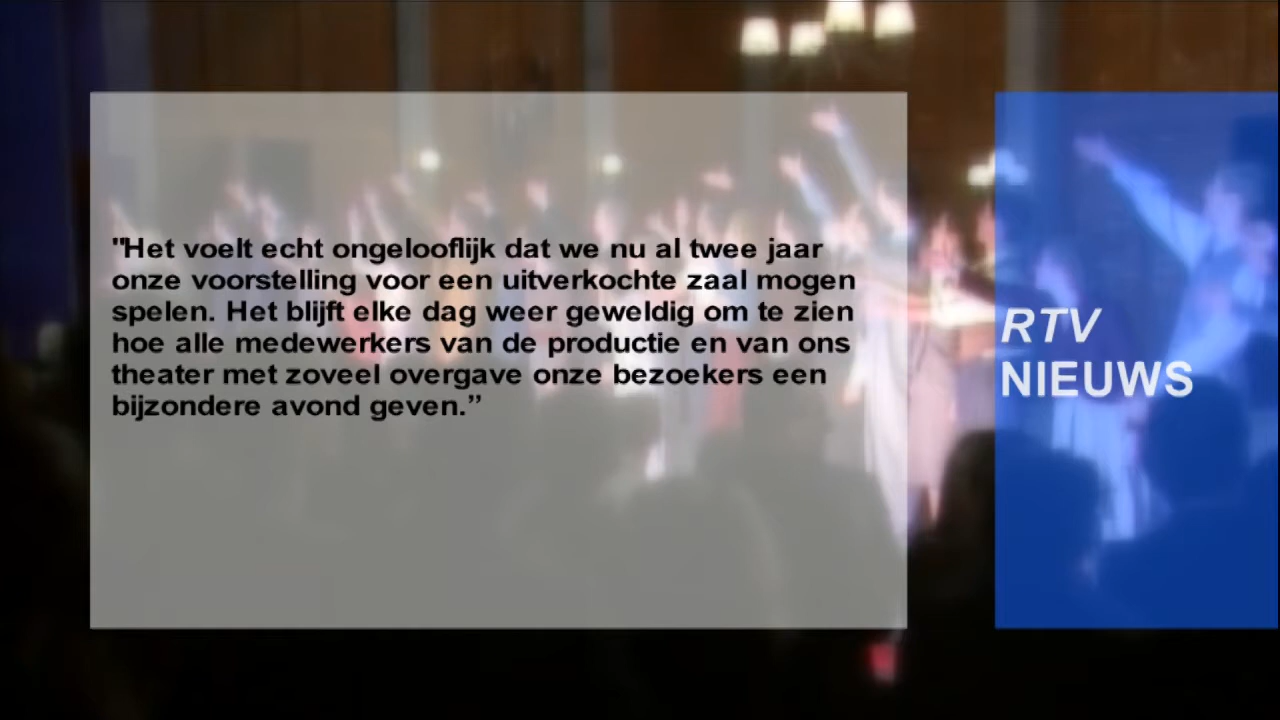 "Het voelt echt ongelooflijk dat we nu al twee jaar
onze voorstelling voor een uitverkochte zaal mogen
spelen. Het blijft elke dag weer geweldig om te zien
hoe alle medewerkers van de productie en van ons
theater met zoveel overgave onze bezoekers een
bijzondere avond geven.”
RTV
NIEUWS